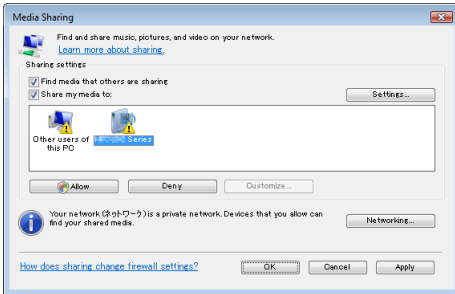 Media Sharing
Find and share music, pictures, and video on your network.
Learn more about sharing.
Sharing settings
Find media that others are sharing
Share my media to:
Settings...
Other users of
this PC
Series
Allow
Deny
Customize...
Your network (ネットワーク) is a private network. Devices that you allow can
find your shared media.
Networking...
How does sharing change firewall settings?
OK
Cancel
Apply